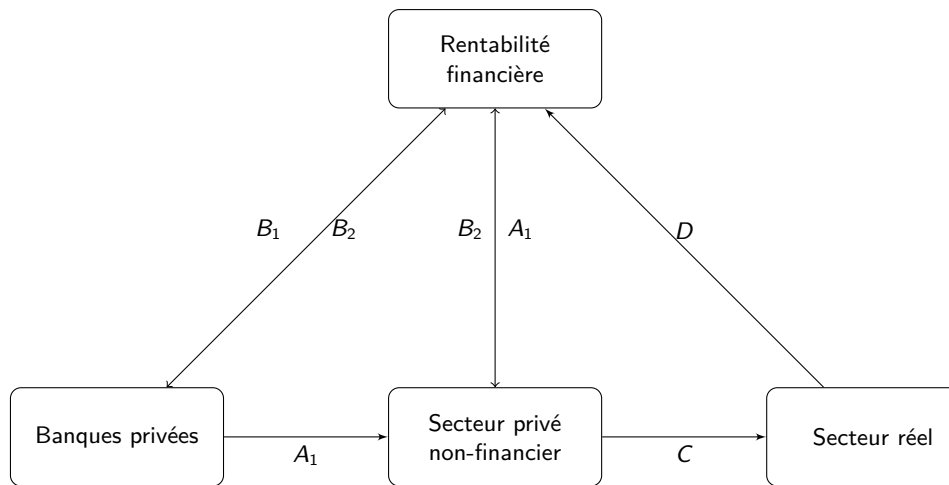 Rentabilité
financière
B₁
B₂
B₂
A₁
D
Banques privées
A₁
Secteur privé
non-financier
C
Secteur réel